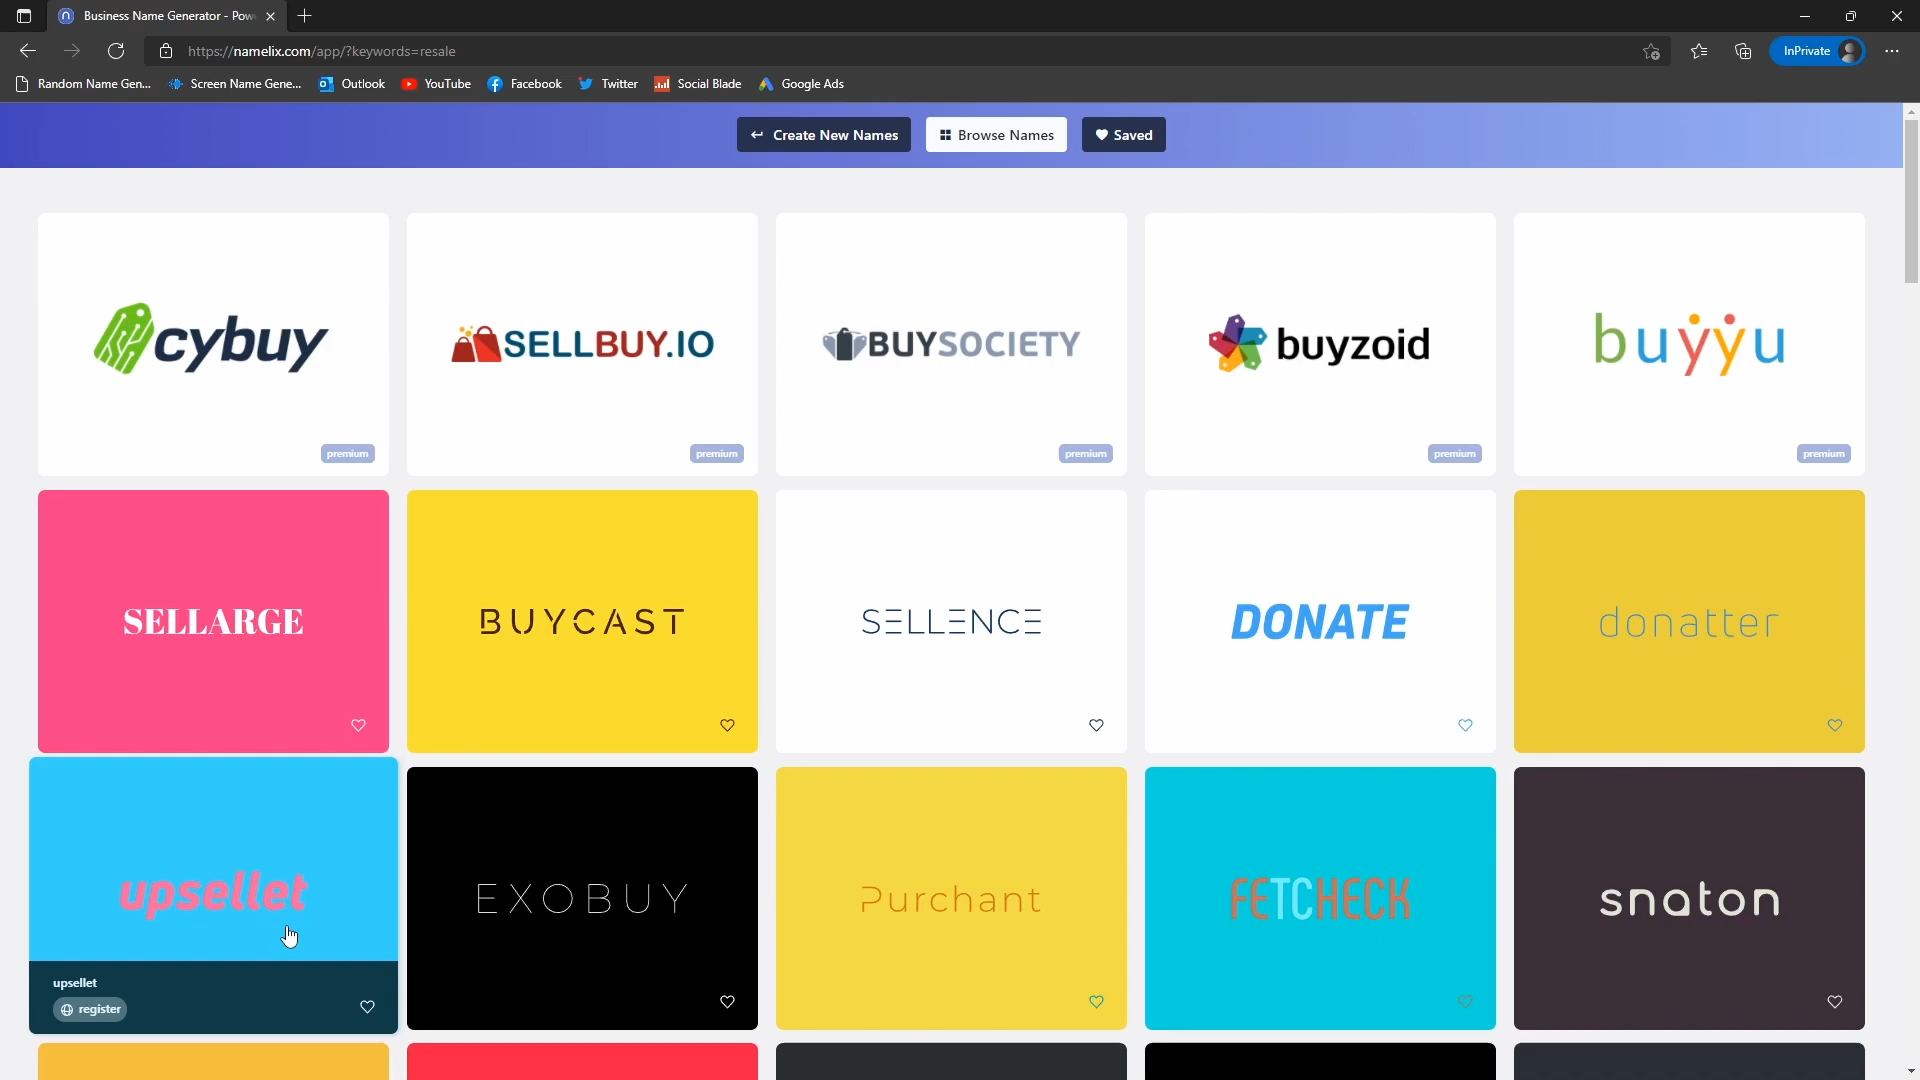 Business Name Generator - Pow
https://namelix.com/app/?keywords=resale
InPrivate
Random Name Gen...
Screen Name Gene...
Outlook
YouTube
Facebook
Twitter
Social Blade
Google Ads
Create New Names
Browse Names
Saved
cybuy
SELLBUY.IO
BUYSOCIETY
buyzoid
buyyu
premium
premium
premium
premium
premium
SELLARGE
BUYCAST
SELLENCE
DONATE
donatter
upsellet
EXOBUY
Purchant
FETCHECK
snaton
upsellet
register